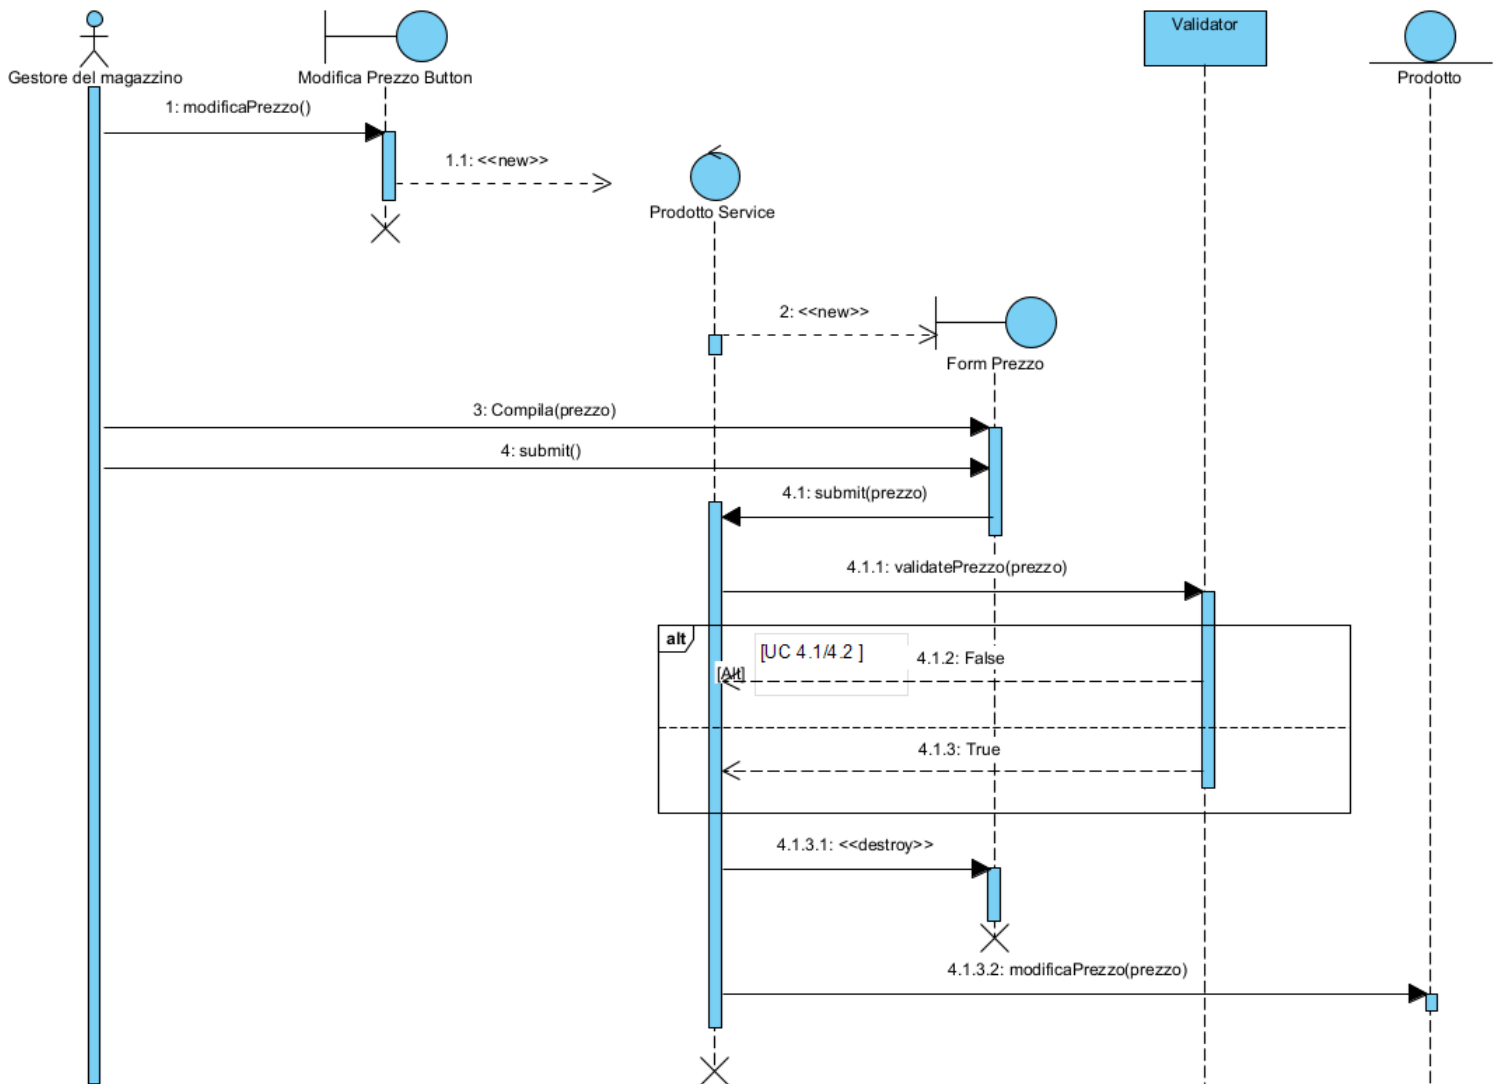 Gestore del magazzino
Modifica Prezzo Button
Validator
Prodotto
1: modificaPrezzo()
1.1: <<new>>
Prodotto Service
2: <<new>>
Form Prezzo
3: Compila(prezzo)
4: submit()
4.1: submit(prezzo)
4.1.1: validatePrezzo(prezzo)
alt
[UC 4.1/4.2 ]
4.1.2: False
[Alt]
4.1.3: True
4.1.3.1: <<destroy>>
4.1.3.2: modificaPrezzo(prezzo)